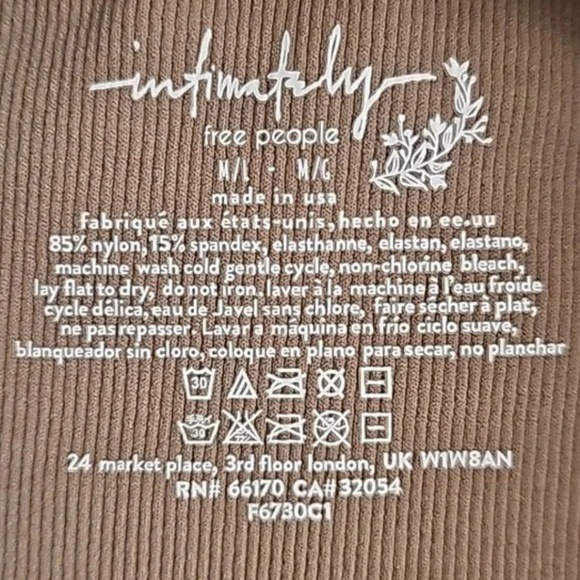 intimately
free people
M/L - M/G
made in usa
fabriqué aux états-unis, hecho en ee.uu
85% nylon, 15% spandex, elasthanne, elastan, elastano,
machine wash cold gentle cycle, non-chlorine bleach,
lay flat to dry, do not iron. laver à la machine à l'eau froide
cycle délica, eau de Javel sans chlore, faire sécher à plat,
ne pas repasser. Lavar a máquina en frio ciclo suave,
blanqueador sin cloro, coloque en plano para secar, no planchar
30
30
24 market place, 3rd floor london, UK W1W8AN
RN# 66170 CA# 32054
F6730C1